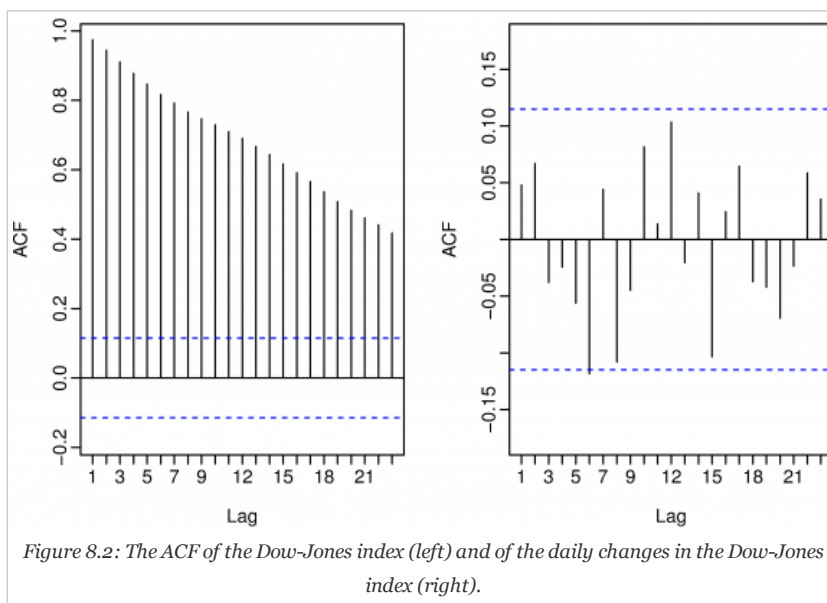 1.0
0.8
0.6
0.4
0.2
0.0
−0.2
ACF
1 3 5 7 9 12 15 18 21
Lag
0.15
0.10
0.05
−0.05
−0.15
ACF
1 3 5 7 9 12 15 18 21
Lag
Figure 8.2: The ACF of the Dow-Jones index (left) and of the daily changes in the Dow-Jones
index (right).